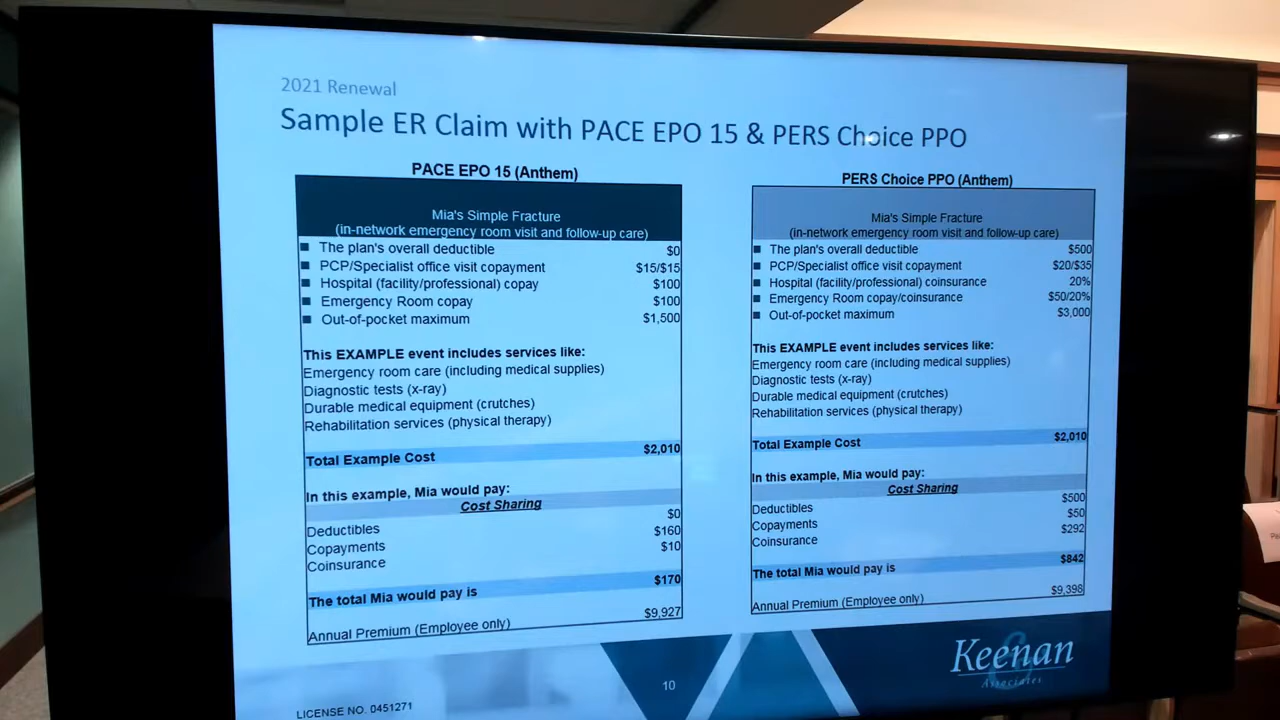 2021 Renewal
Sample ER Claim with PACE EPO 15 & PERS Choice PPO
PACE EPO 15 (Anthem)
Mia's Simple Fracture
(in-network emergency room visit and follow-up care)
■ The plan's overall deductible $0
■ PCP/Specialist office visit copayment $15/$15
■ Hospital (facility/professional) copay $100
■ Emergency Room copay $100
■ Out-of-pocket maximum $1,500
This EXAMPLE event includes services like:
Emergency room care (including medical supplies)
Diagnostic tests (x-ray)
Durable medical equipment (crutches)
Rehabilitation services (physical therapy)
Total Example Cost $2,010
In this example, Mia would pay:
Cost Sharing
Deductibles $0
Copayments $160
Coinsurance $10
The total Mia would pay is $170
Annual Premium (Employee only) $9,927
PERS Choice PPO (Anthem)
Mia's Simple Fracture
(in-network emergency room visit and follow-up care)
■ The plan's overall deductible $500
■ PCP/Specialist office visit copayment $20/$35
■ Hospital (facility/professional) coinsurance 20%
■ Emergency Room copay/coinsurance $50/20%
■ Out-of-pocket maximum $3,000
This EXAMPLE event includes services like:
Emergency room care (including medical supplies)
Diagnostic tests (x-ray)
Durable medical equipment (crutches)
Rehabilitation services (physical therapy)
Total Example Cost $2,010
In this example, Mia would pay:
Cost Sharing
Deductibles $500
Copayments $50
Coinsurance $292
The total Mia would pay is $842
Annual Premium (Employee only) $9,398
Keenan
&
Associates
10
LICENSE NO. 0451271